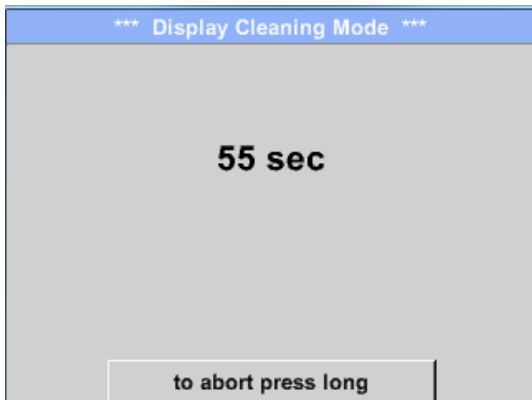 *** Display Cleaning Mode ***
55 sec
to abort press long